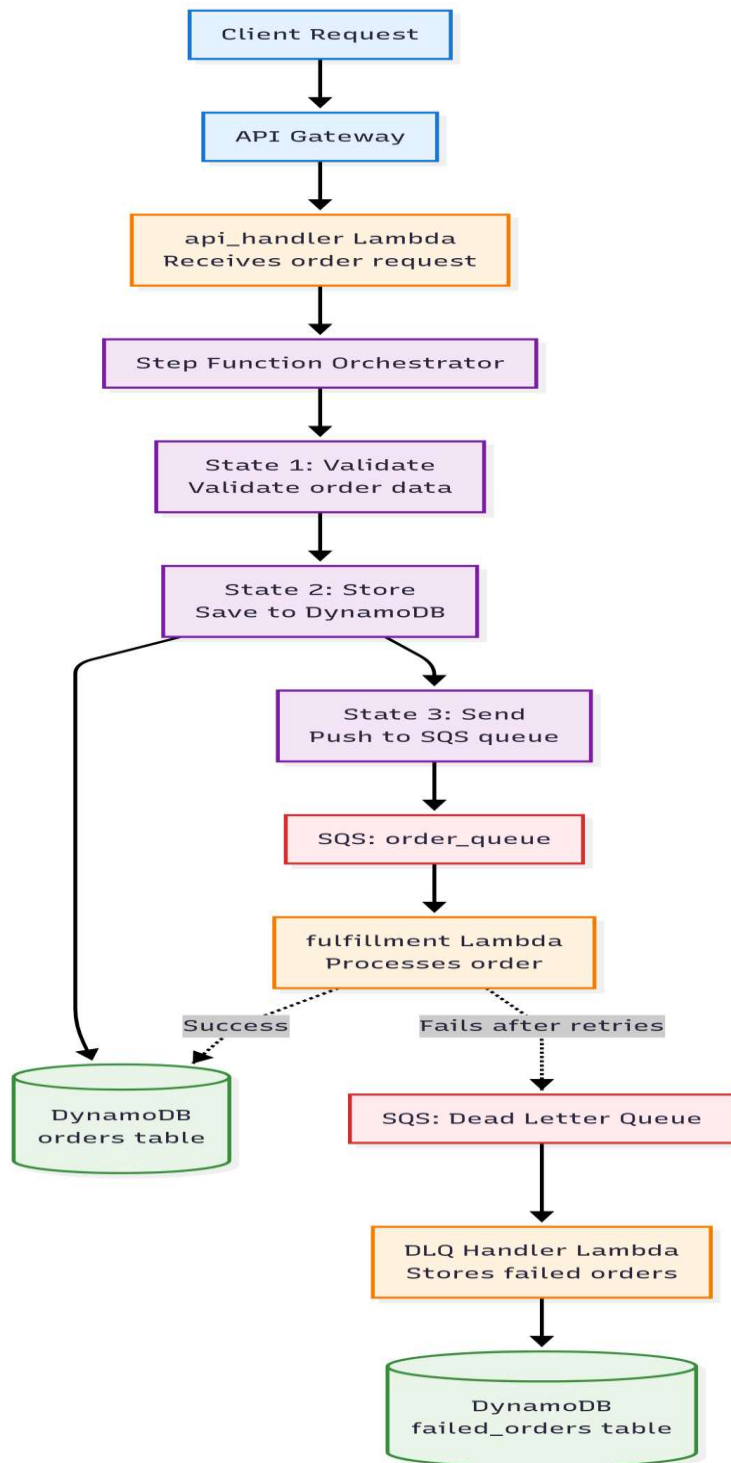 Client Request
API Gateway
api_handler Lambda
Receives order request
Step Function Orchestrator
State 1: Validate
Validate order data
State 2: Store
Save to DynamoDB
State 3: Send
Push to SQS queue
SQS: order_queue
fulfillment Lambda
Processes order
Success
Fails after retries
DynamoDB
orders table
SQS: Dead Letter Queue
DLQ Handler Lambda
Stores failed orders
DynamoDB
failed_orders table